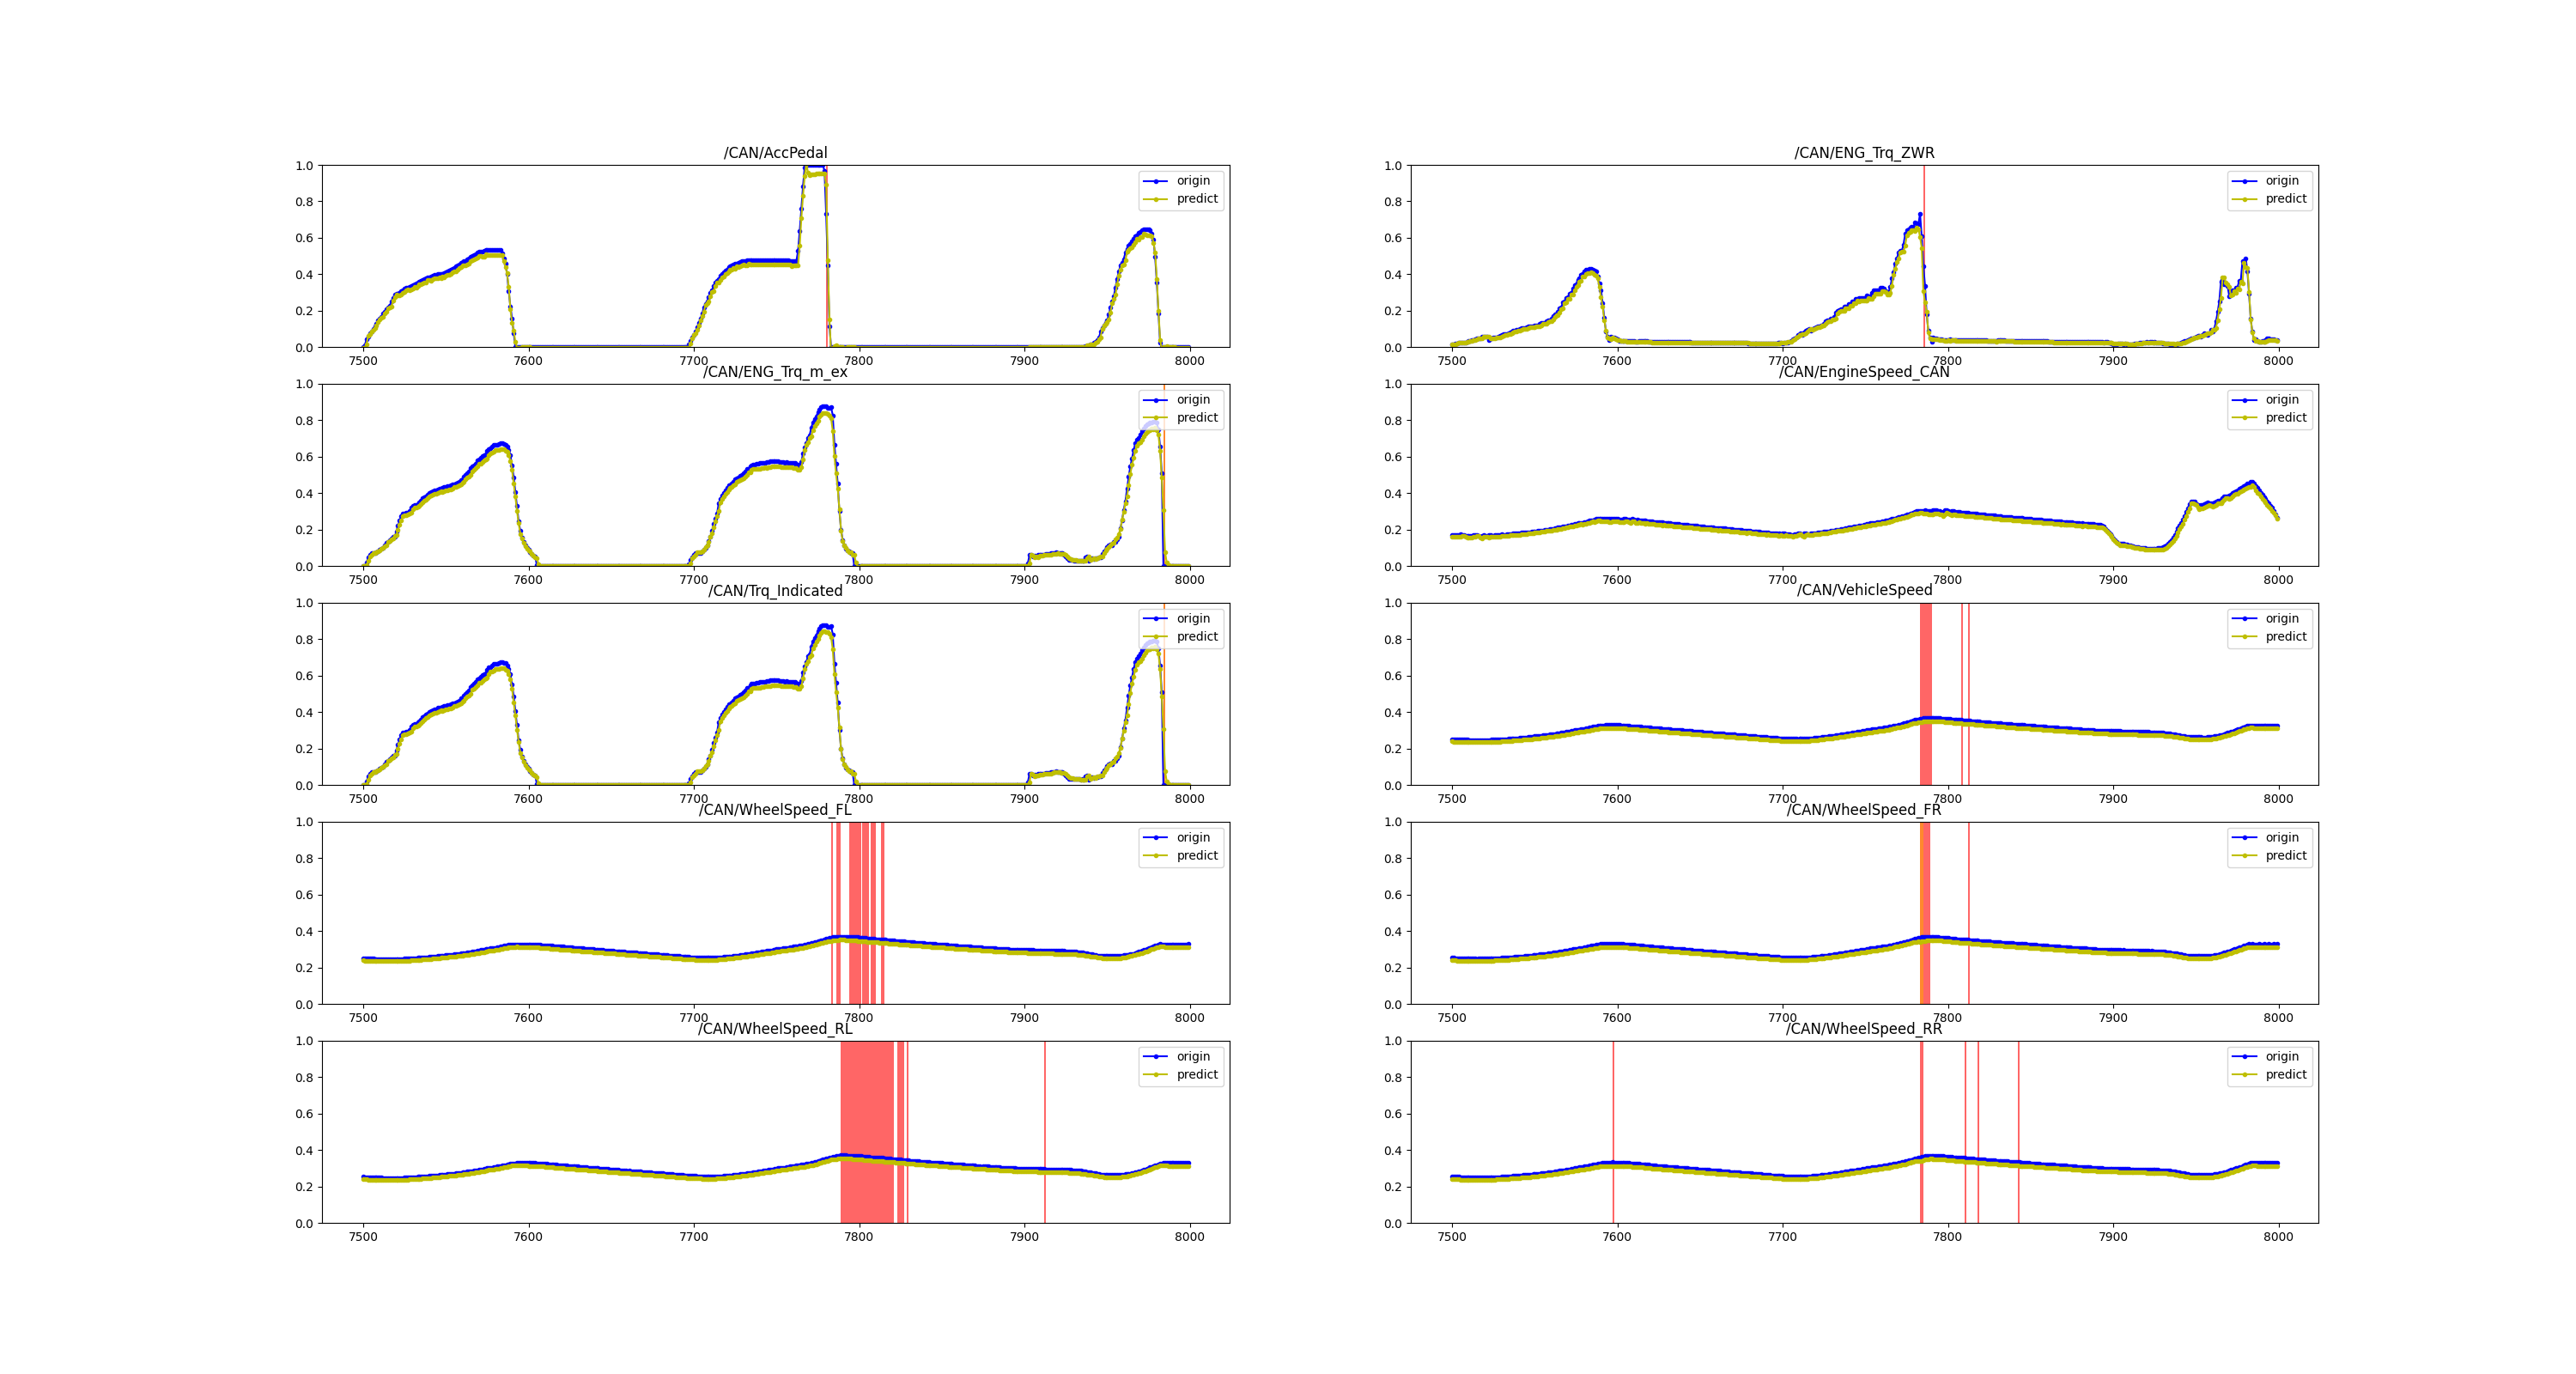 /CAN/AccPedal
1.0
0.8
0.6
0.4
0.2
0.0
7500 7600 7700 7800 7900 8000
origin
predict
/CAN/ENG_Trq_ZWR
1.0
0.8
0.6
0.4
0.2
0.0
7500 7600 7700 7800 7900 8000
origin
predict
/CAN/ENG_Trq_m_ex
1.0
0.8
0.6
0.4
0.2
0.0
7500 7600 7700 7800 7900 8000
origin
predict
/CAN/EngineSpeed_CAN
1.0
0.8
0.6
0.4
0.2
0.0
7500 7600 7700 7800 7900 8000
origin
predict
/CAN/Trq_Indicated
1.0
0.8
0.6
0.4
0.2
0.0
7500 7600 7700 7800 7900 8000
origin
predict
/CAN/VehicleSpeed
1.0
0.8
0.6
0.4
0.2
0.0
7500 7600 7700 7800 7900 8000
origin
predict
/CAN/WheelSpeed_FL
1.0
0.8
0.6
0.4
0.2
0.0
7500 7600 7700 7800 7900 8000
origin
predict
/CAN/WheelSpeed_FR
1.0
0.8
0.6
0.4
0.2
0.0
7500 7600 7700 7800 7900 8000
origin
predict
/CAN/WheelSpeed_RL
1.0
0.8
0.6
0.4
0.2
0.0
7500 7600 7700 7800 7900 8000
origin
predict
/CAN/WheelSpeed_RR
1.0
0.8
0.6
0.4
0.2
0.0
7500 7600 7700 7800 7900 8000
origin
predict